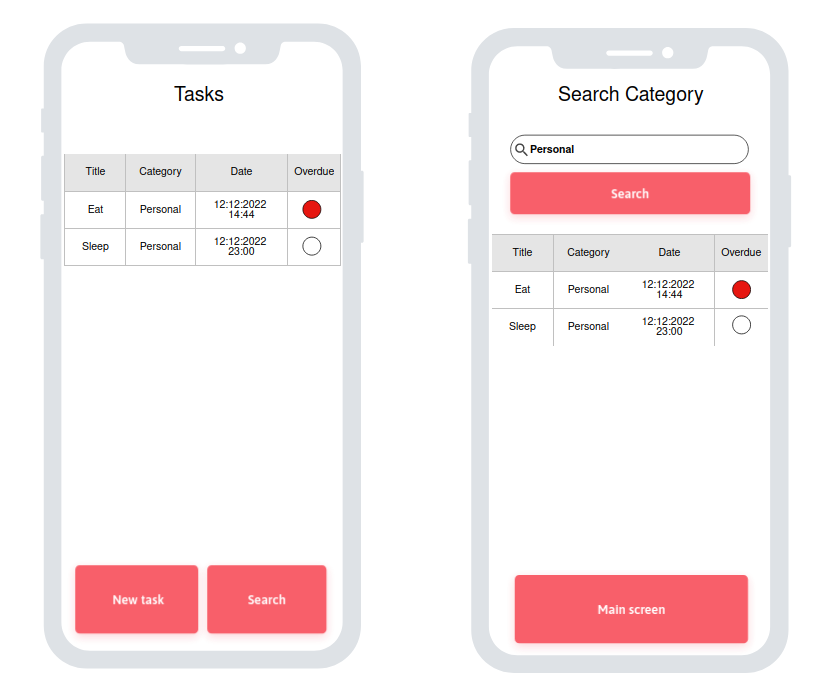 Tasks
Title Category Date Overdue
Eat Personal 12:12:2022 14:44
Sleep Personal 12:12:2022 23:00
New task Search
Search Category
Personal
Search
Title Category Date Overdue
Eat Personal 12:12:2022 14:44
Sleep Personal 12:12:2022 23:00
Main screen